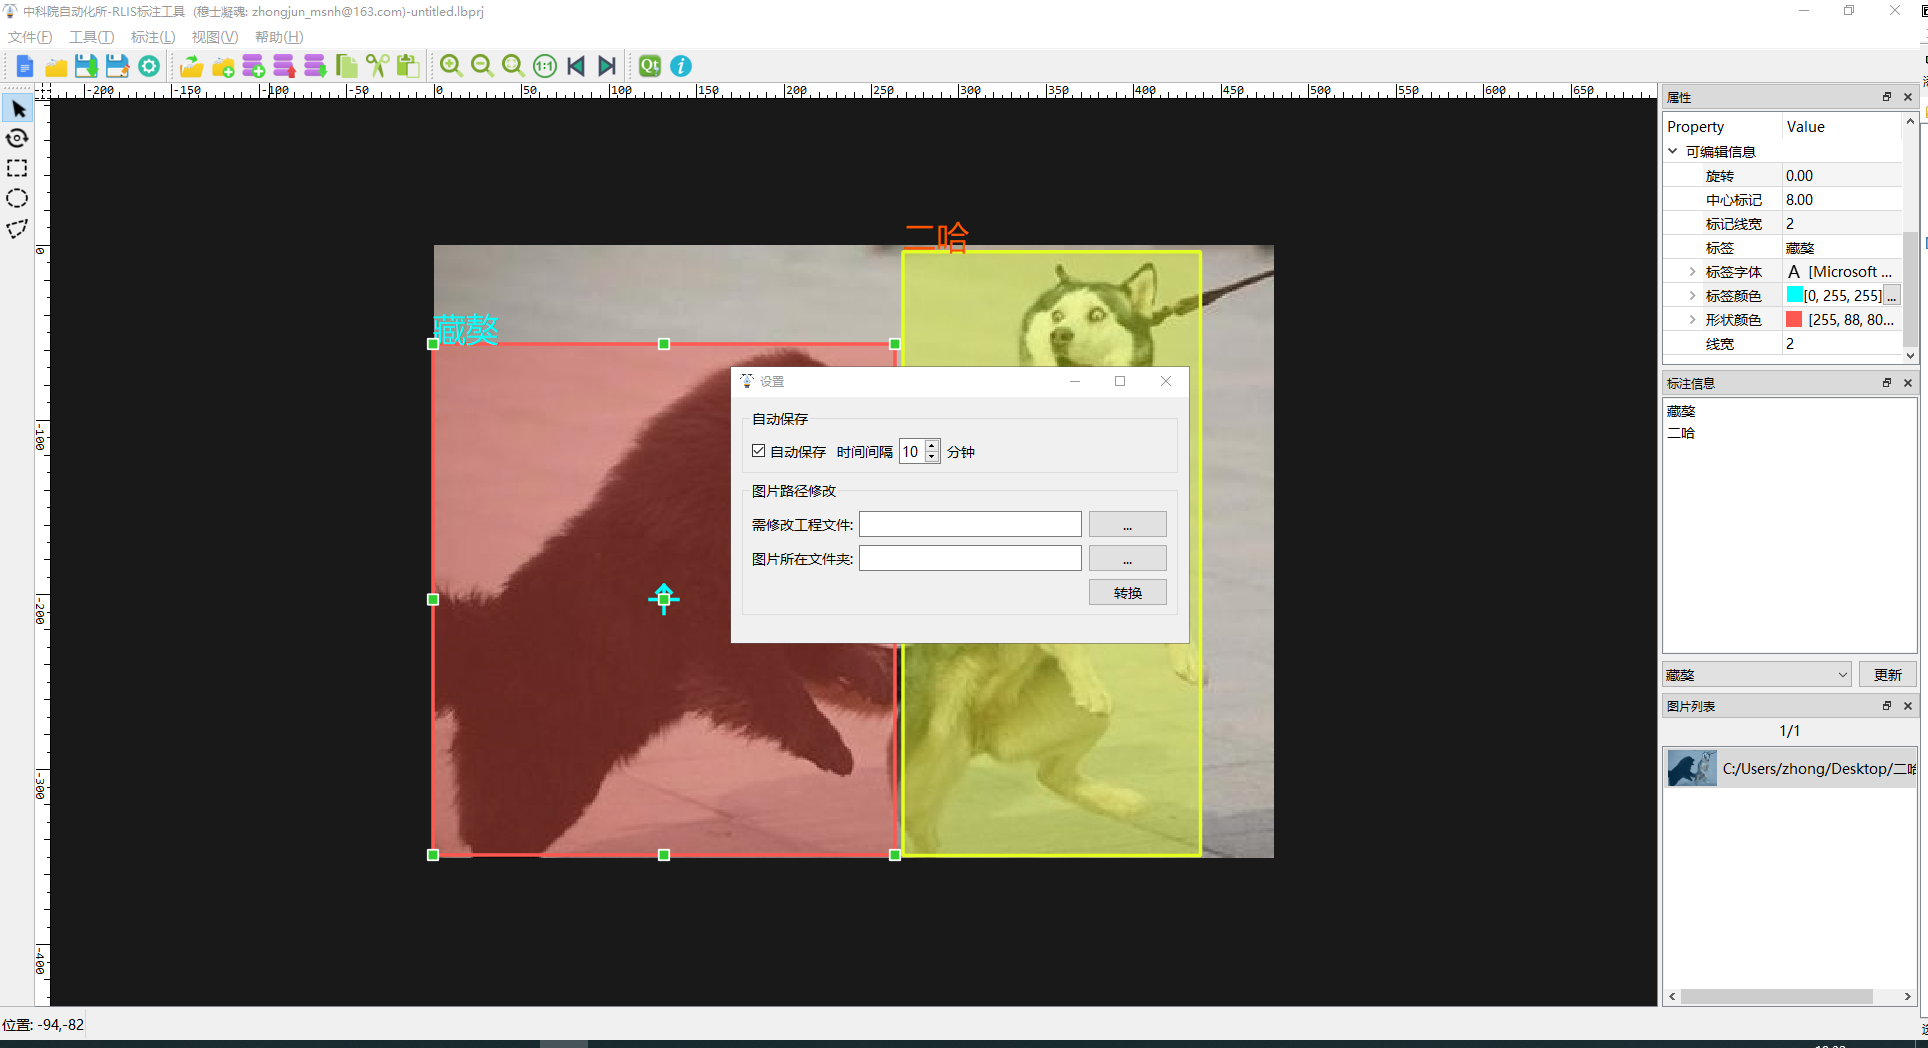 中科院自动化所-RLIS标注工具 (穆士凝魂: zhongjun_msnh@163.com)-untitled.lbprj
文件(F) 工具(T) 标注(L) 视图(V) 帮助(H)
1:1 Qt i
-200 -150 -100 -50 0 50 100 150 200 250 300 350 400 450 500 550 600 650
0
-100
-200
-300
-400
二哈
藏獒
设置
自动保存
自动保存 时间间隔 10 分钟
图片路径修改
需修改工程文件: ...
图片所在文件夹: ...
转换
属性
Property Value
可编辑信息
旋转 0.00
中心标记 8.00
标记线宽 2
标签 藏獒
标签字体 A [Microsoft ...
标签颜色 [0, 255, 255] ...
形状颜色 [255, 88, 80...
线宽 2
标注信息
藏獒
二哈
藏獒 更新
图片列表
1/1
C:/Users/zhong/Desktop/二哈
位置: -94,-82